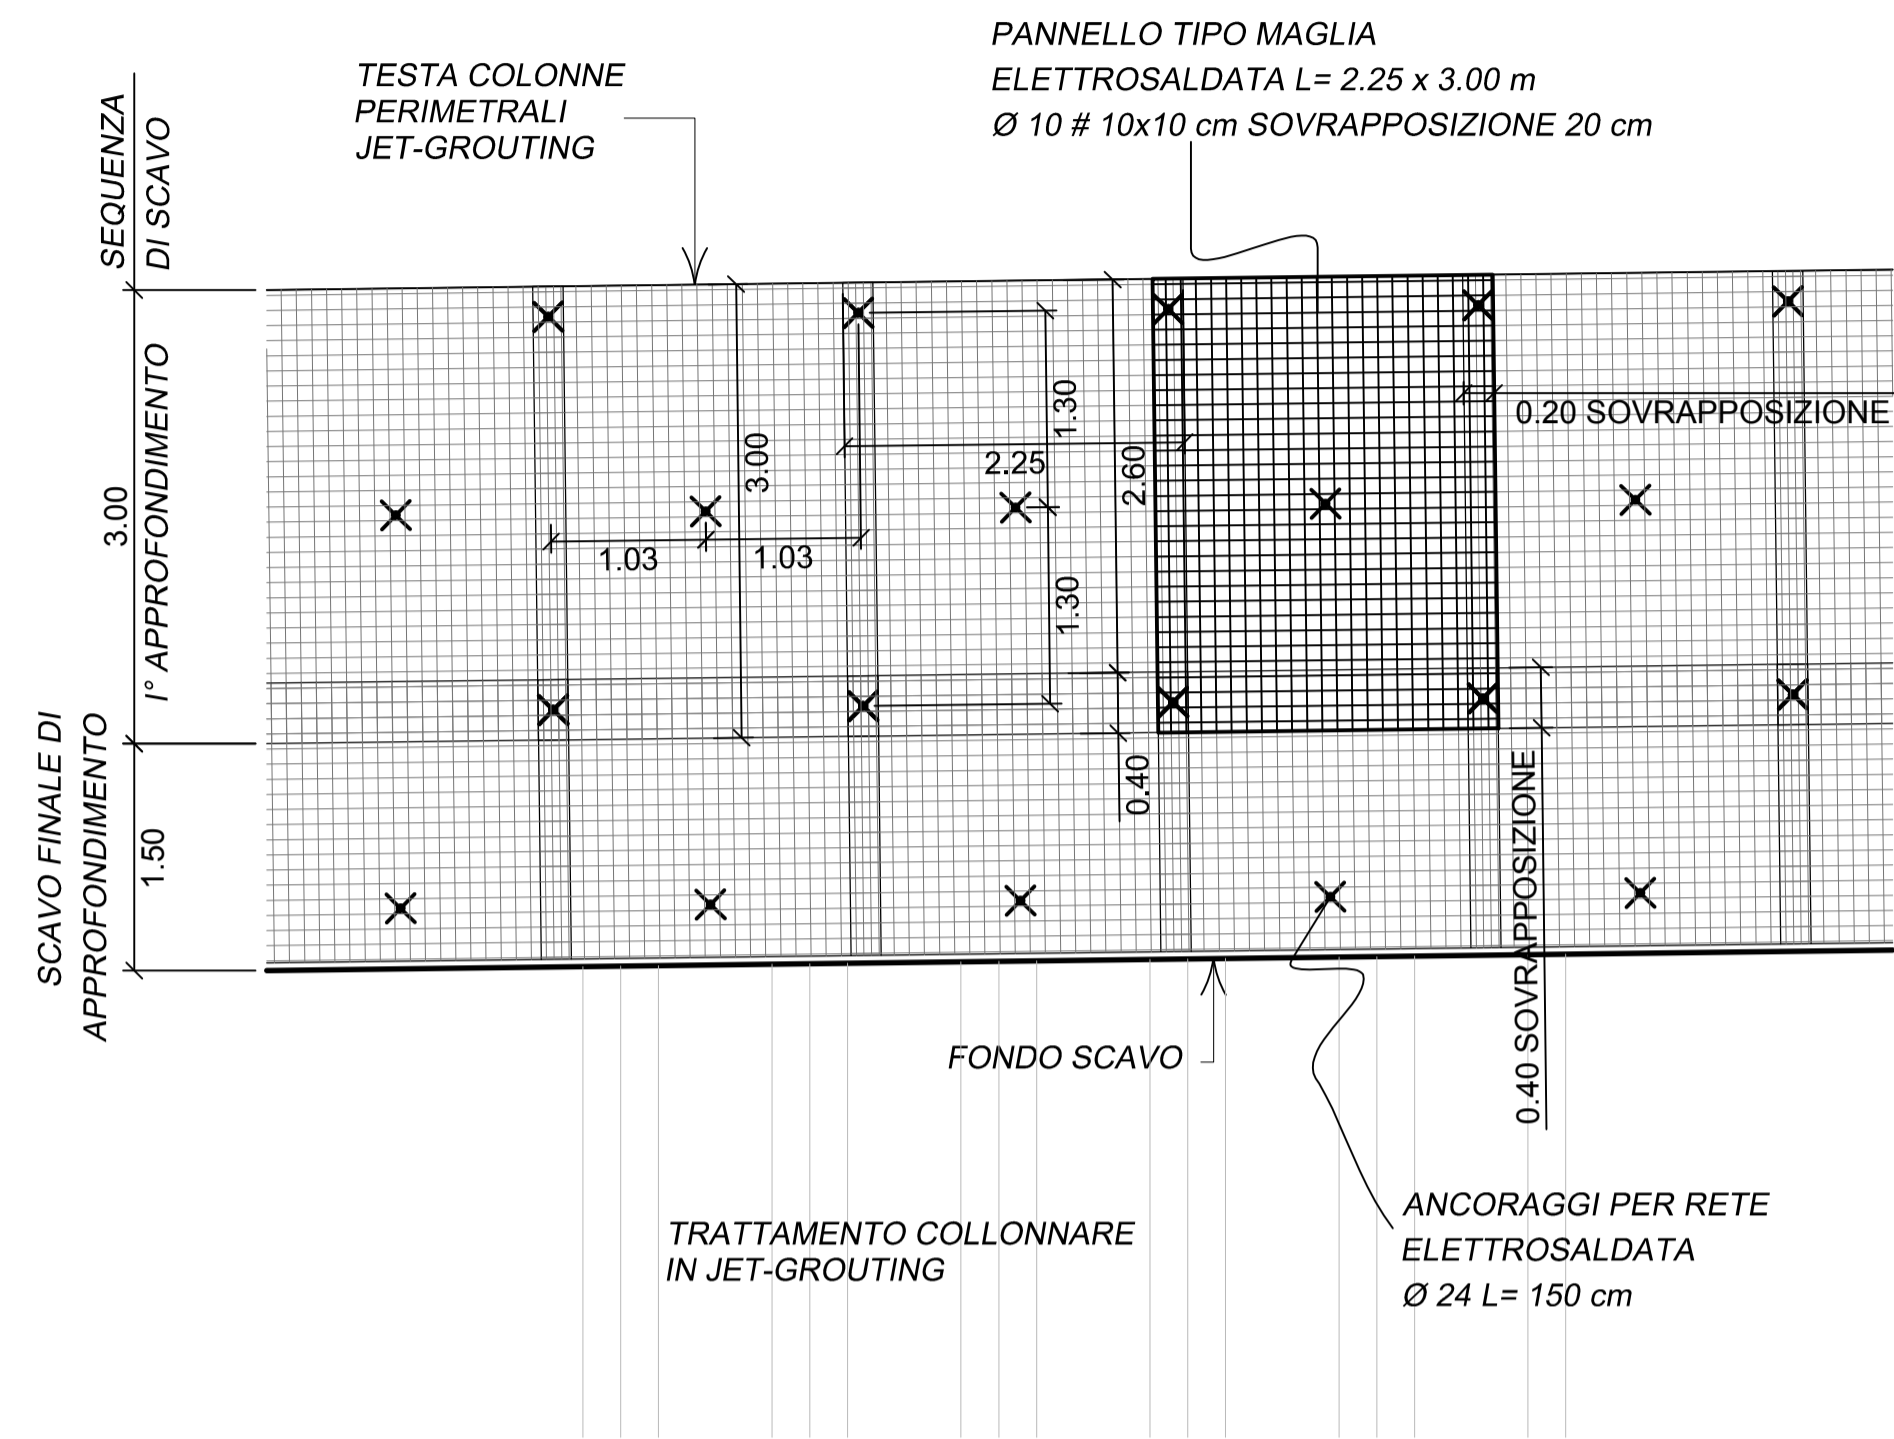 PANNELLO TIPO MAGLIA
ELETTROSALDATA L= 2.25 x 3.00 m
Ø 10 # 10x10 cm SOVRAPPOSIZIONE 20 cm
TESTA COLONNE
PERIMETRALI
JET-GROUTING
SEQUENZA
DI SCAVO
3.00
I° APPROFONDIMENTO
SCAVO FINALE DI
APPROFONDIMENTO
1.50
1.03
1.03
3.00
2.25
1.30
1.30
2.60
0.40
0.20 SOVRAPPOSIZIONE
0.40 SOVRAPPOSIZIONE
FONDO SCAVO
TRATTAMENTO COLLONNARE
IN JET-GROUTING
ANCORAGGI PER RETE
ELETTROSALDATA
Ø 24 L= 150 cm